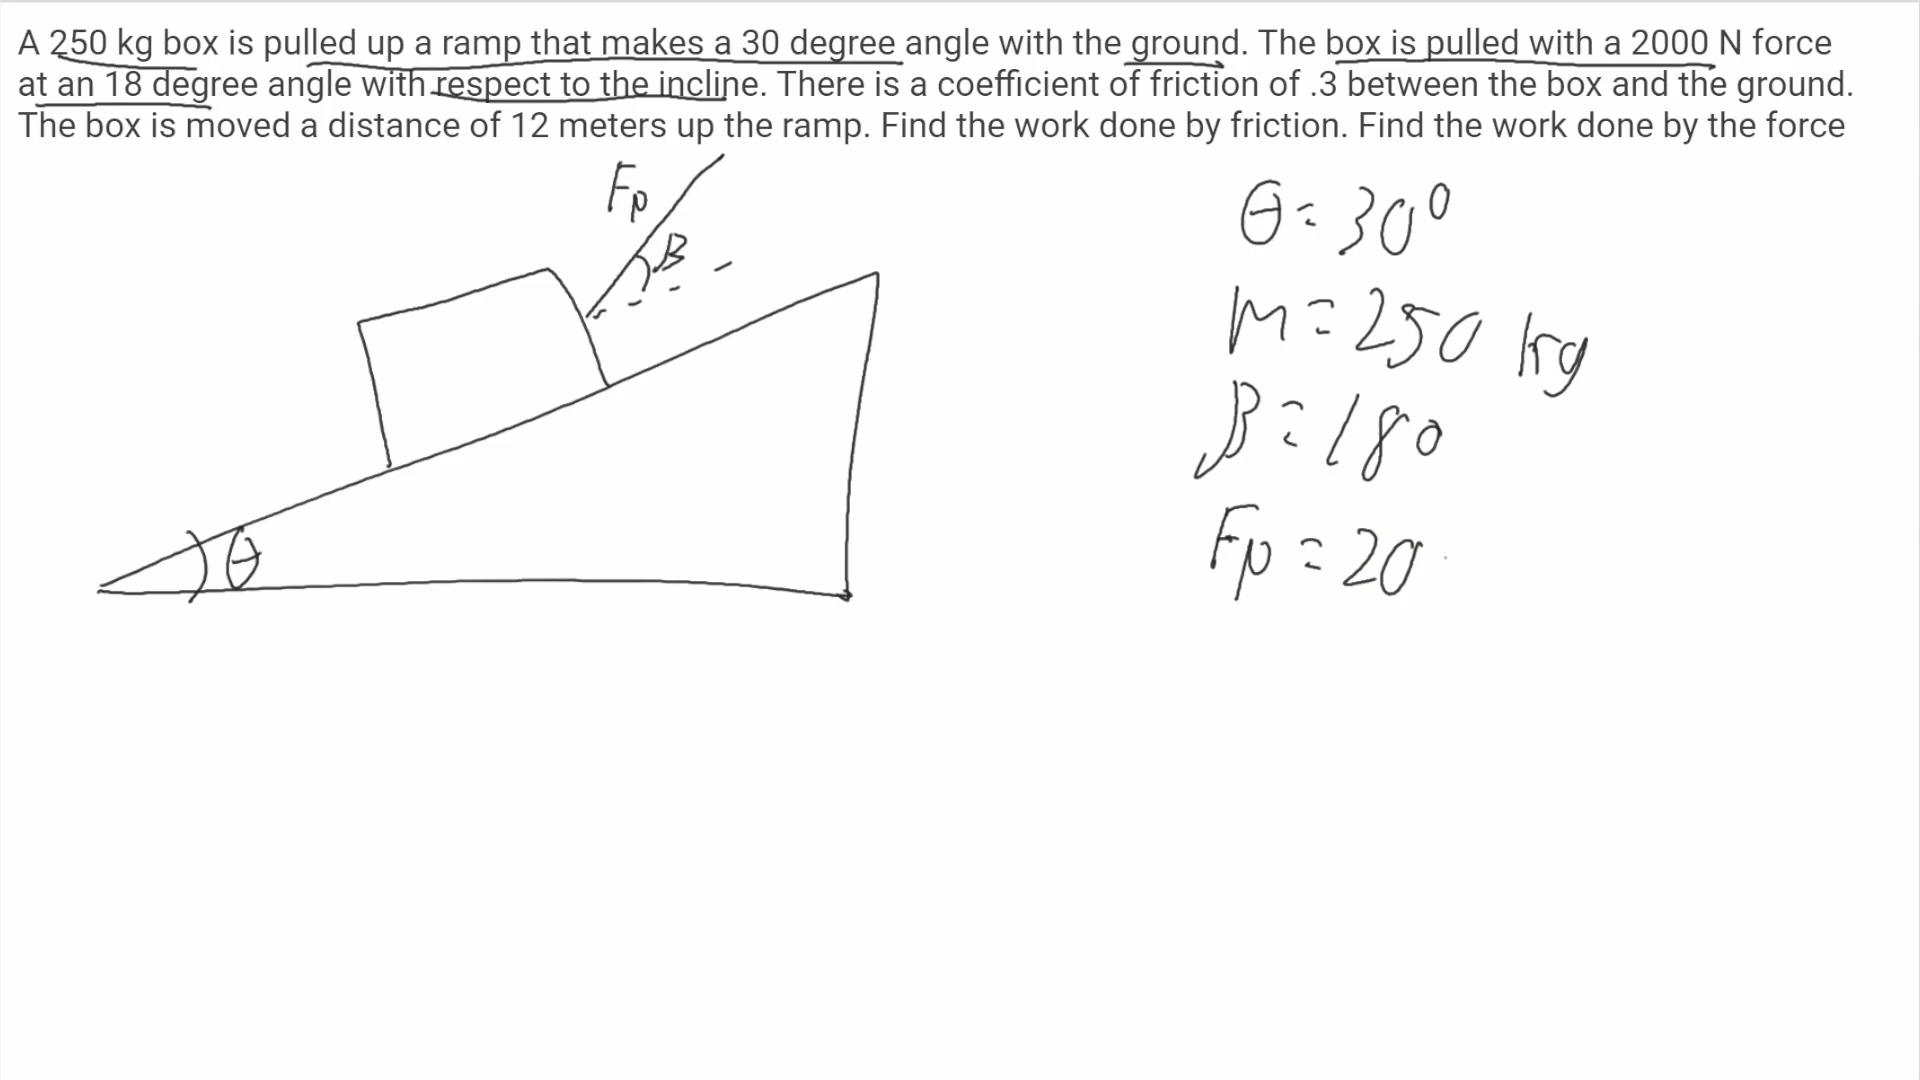 A 250 kg box is pulled up a ramp that makes a 30 degree angle with the ground. The box is pulled with a 2000 N force
at an 18 degree angle with respect to the incline. There is a coefficient of friction of .3 between the box and the ground.
The box is moved a distance of 12 meters up the ramp. Find the work done by friction. Find the work done by the force
Fp
β
θ
θ = 30°
m = 250 kg
β = 18°
Fp = 20